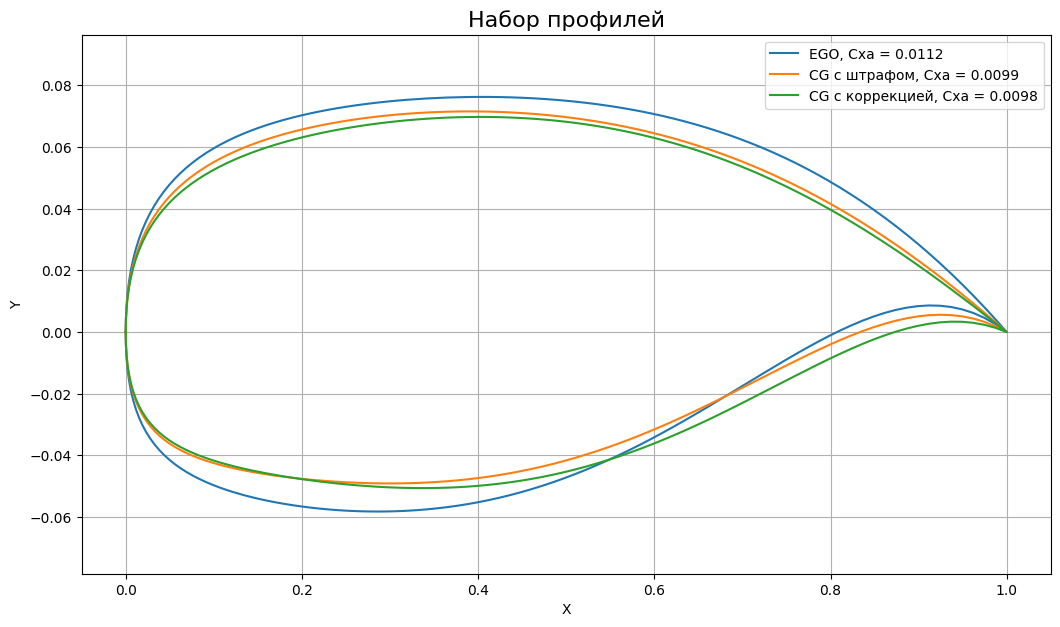 Набор профилей
EGO, Cxa = 0.0112
CG с штрафом, Cxa = 0.0099
CG с коррекцией, Cxa = 0.0098
0.08
0.06
0.04
0.02
0.00
−0.02
−0.04
−0.06
Y
0.0 0.2 0.4 0.6 0.8 1.0
X